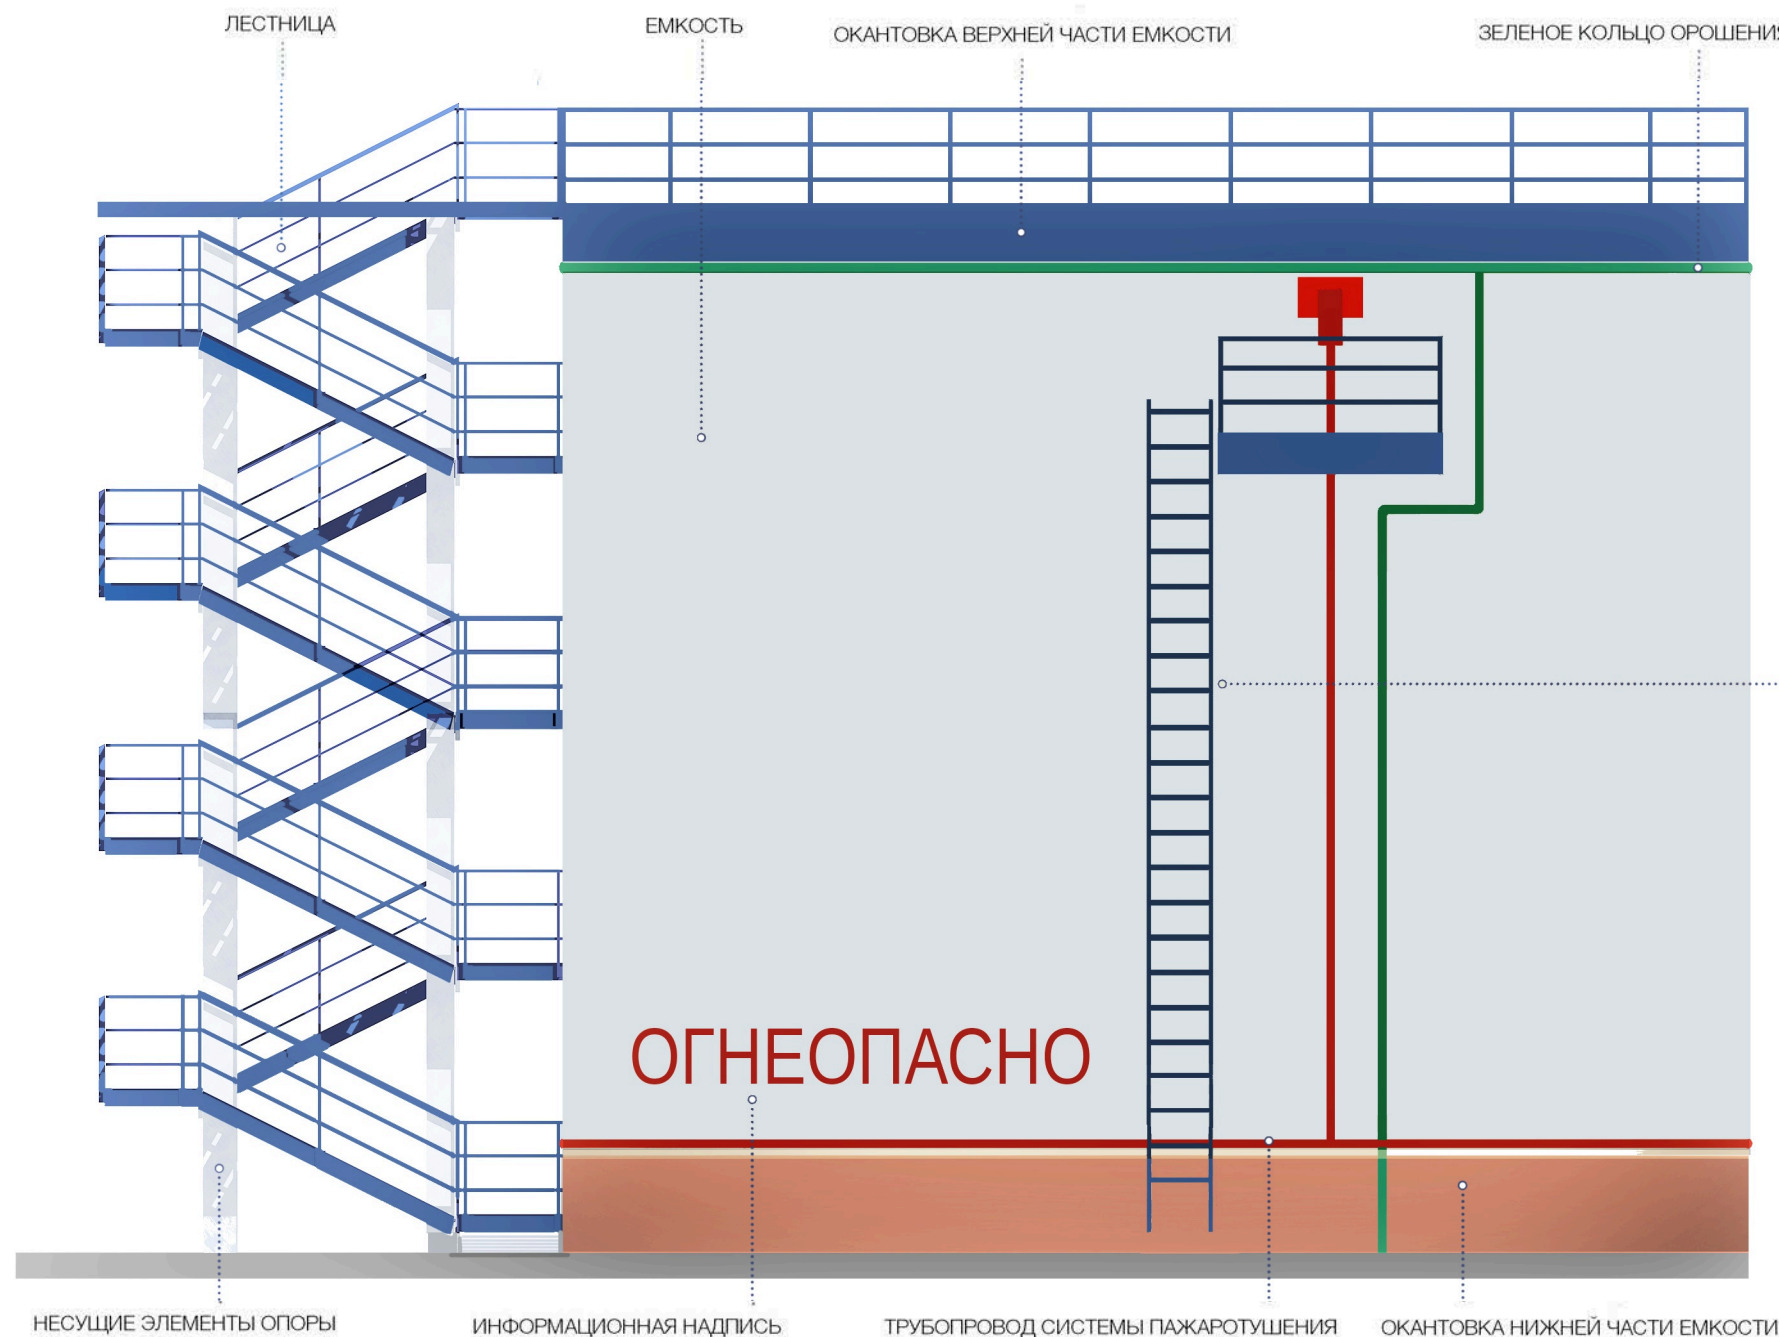 ЛЕСТНИЦА
ЕМКОСТЬ
ОКАНТОВКА ВЕРХНЕЙ ЧАСТИ ЕМКОСТИ
ЗЕЛЕНОЕ КОЛЬЦО ОРОШЕНИЯ
ОГНЕОПАСНО
НЕСУЩИЕ ЭЛЕМЕНТЫ ОПОРЫ
ИНФОРМАЦИОННАЯ НАДПИСЬ
ТРУБОПРОВОД СИСТЕМЫ ПАЖАРОТУШЕНИЯ
ОКАНТОВКА НИЖНЕЙ ЧАСТИ ЕМКОСТИ